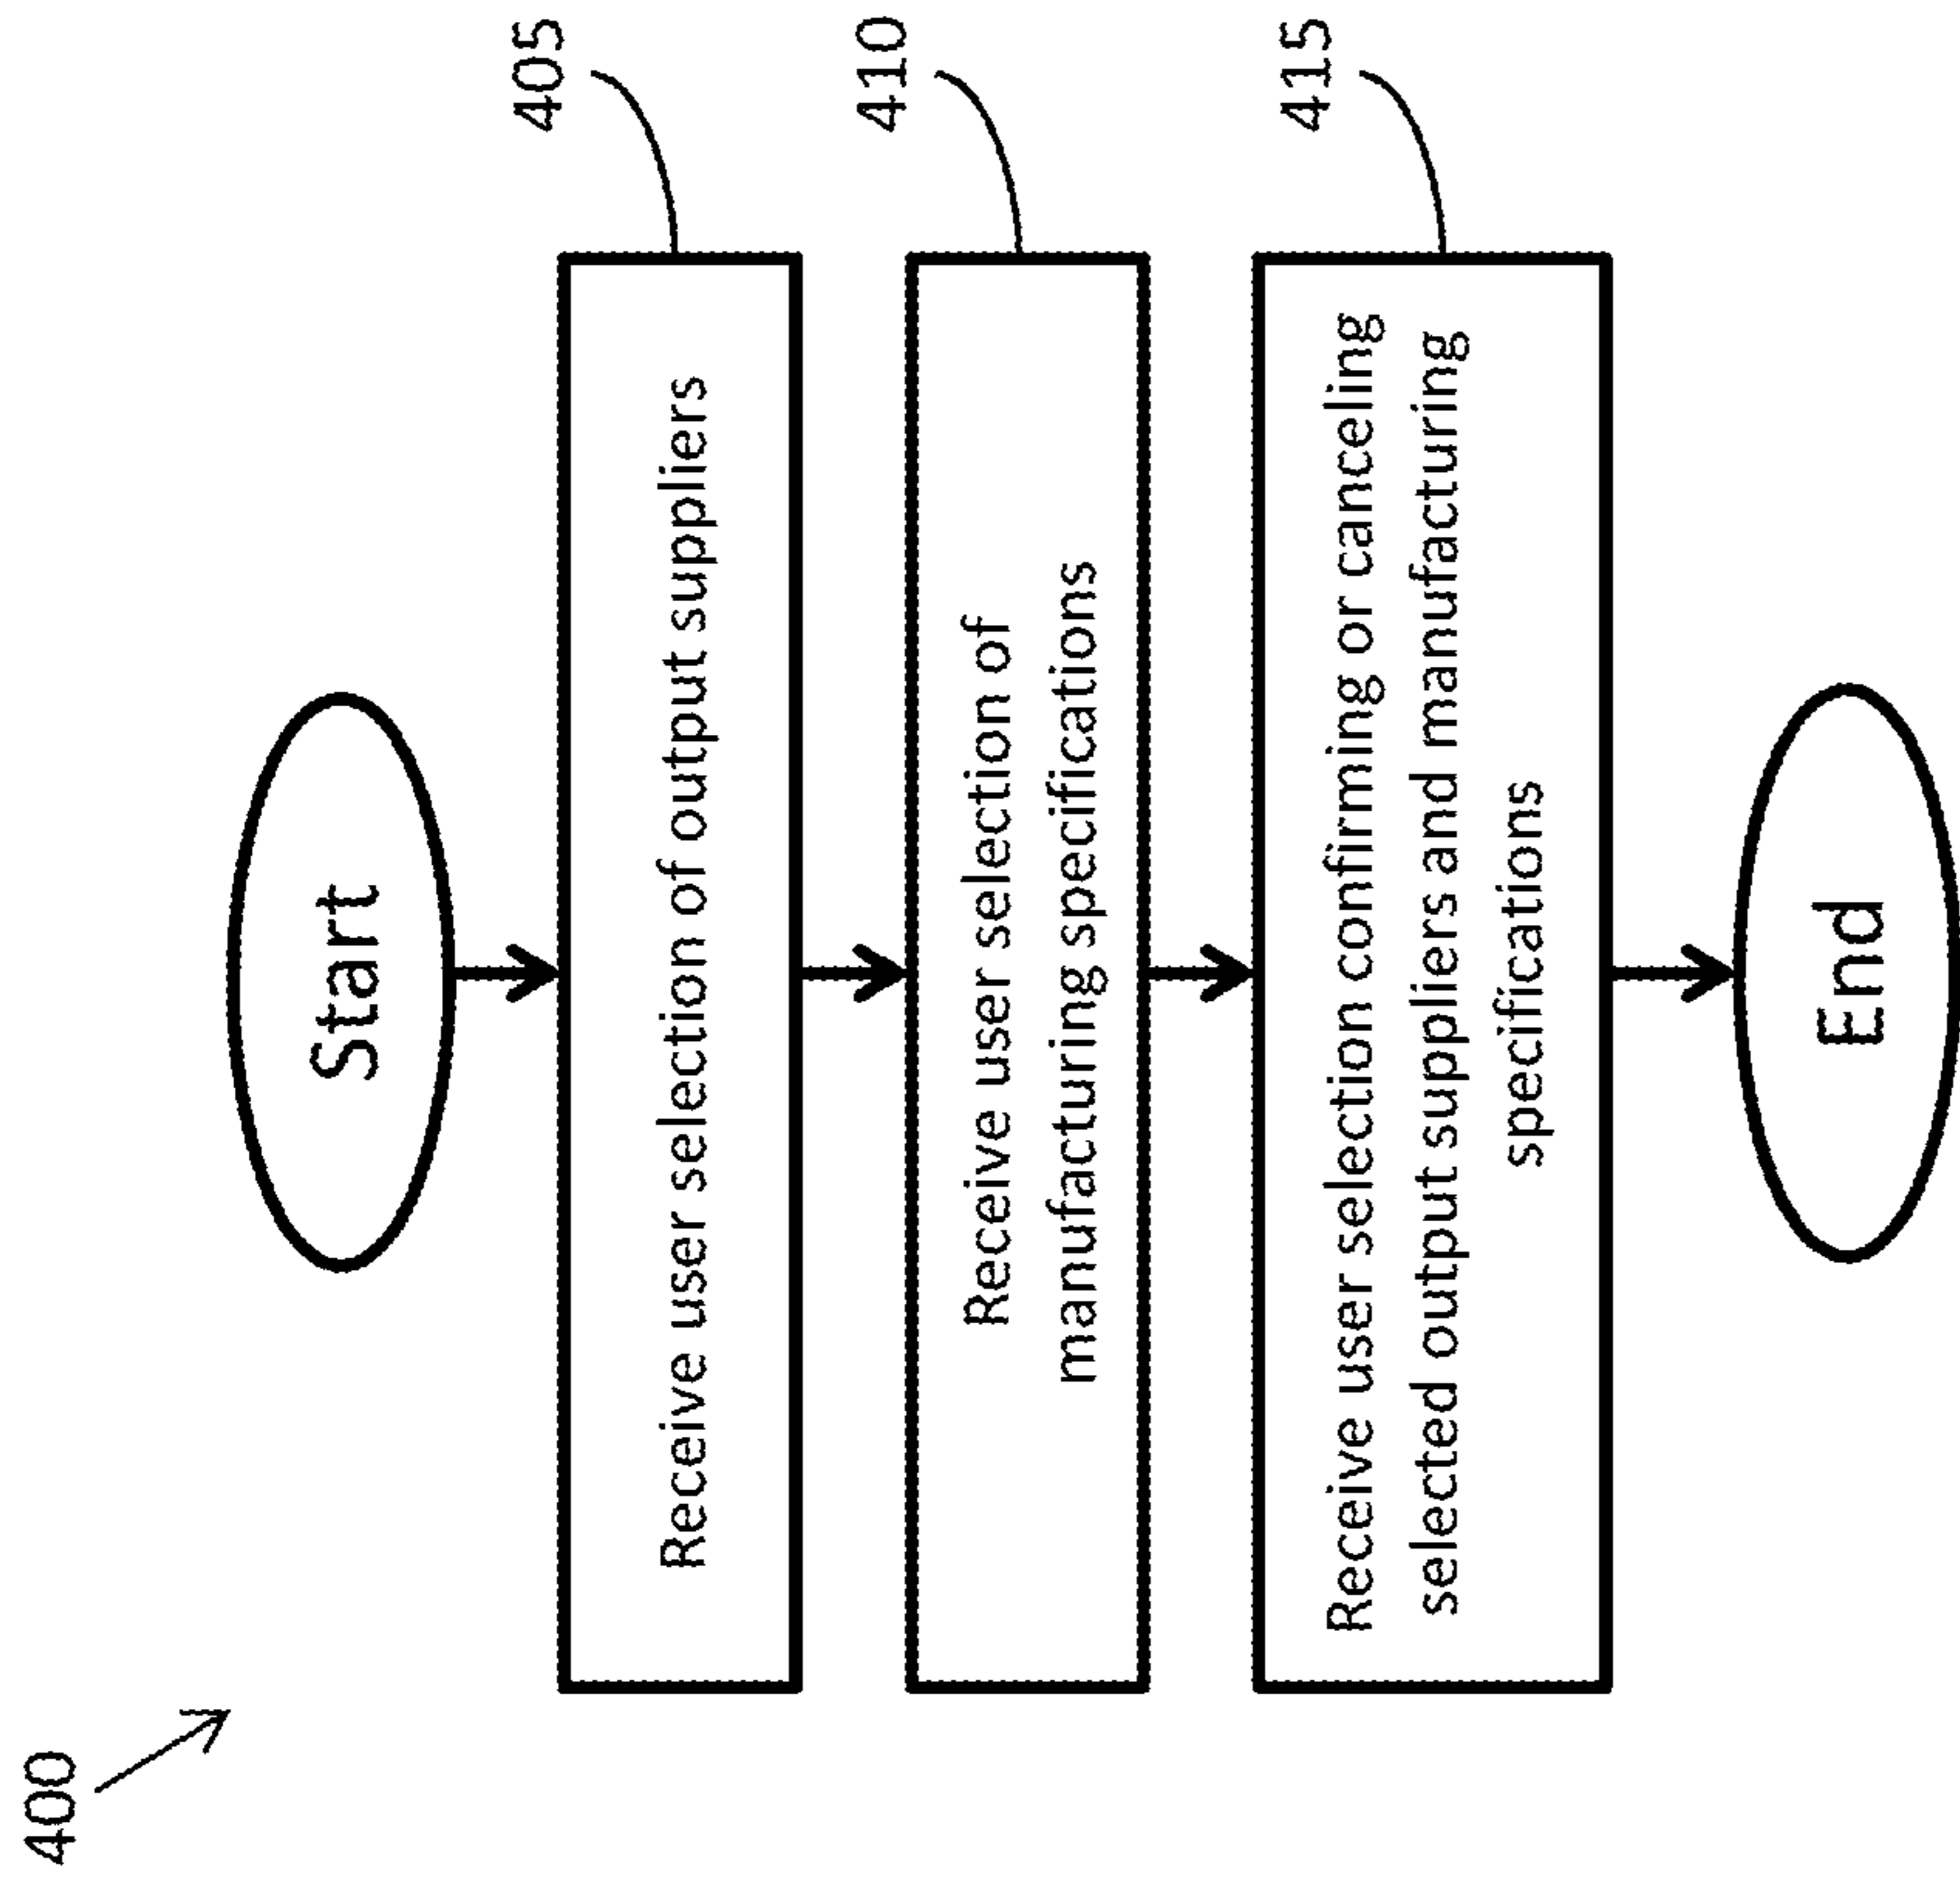 400
Start
Receive user selection of output suppliers
405
Receive user selection of
manufacturing specifications
410
Receive user selection confirming or canceling
selected output suppliers and manufacturing
specifications
415
End